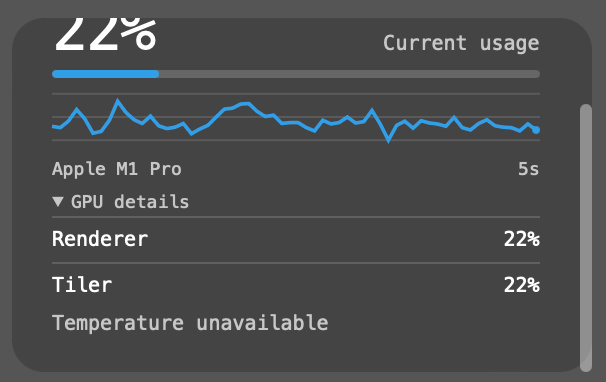 22%
Current usage
Apple M1 Pro 5s
▼ GPU details
Renderer 22%
Tiler 22%
Temperature unavailable